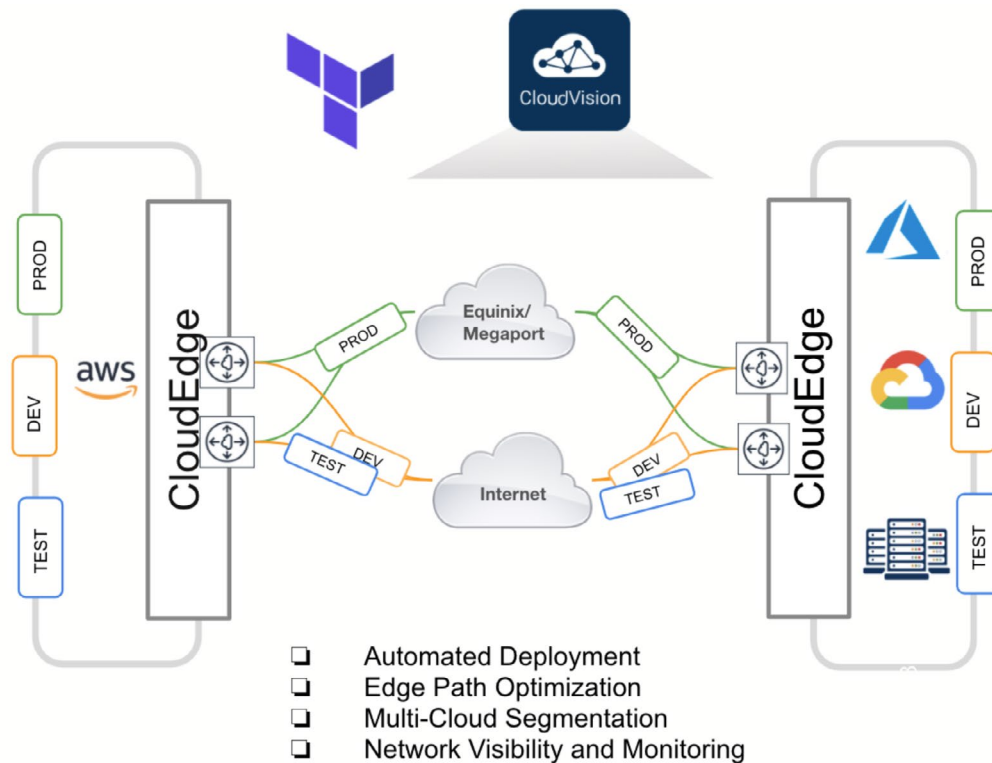 CloudVision
PROD
DEV
TEST
aws
CloudEdge
PROD
DEV
TEST
Equinix/
Megaport
Internet
PROD
DEV
TEST
CloudEdge
PROD
DEV
TEST
❑ Automated Deployment
❑ Edge Path Optimization
❑ Multi-Cloud Segmentation
❑ Network Visibility and Monitoring